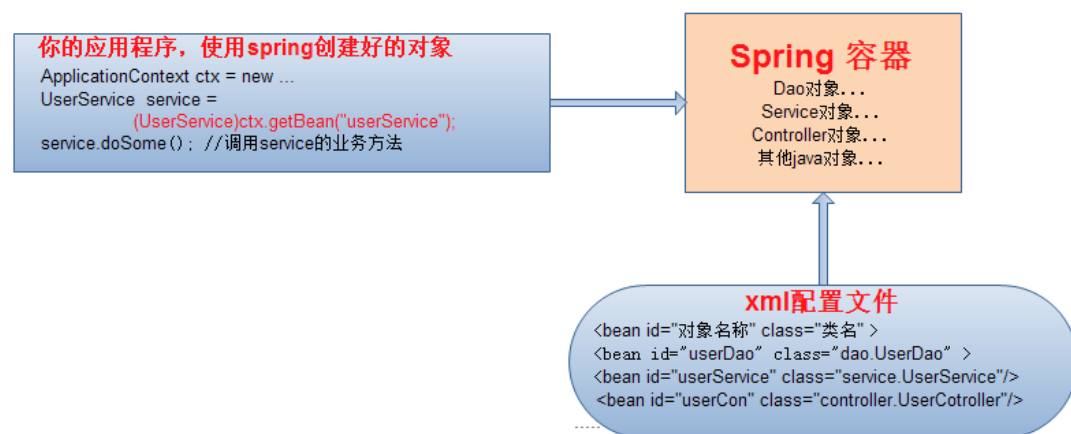 你的应用程序，使用spring创建好的对象
ApplicationContext ctx = new ...
UserService service =
(UserService)ctx.getBean("userService");
service.doSome(); //调用service的业务方法
Spring 容器
Dao对象...
Service对象...
Controller对象...
其他java对象...
xml配置文件
<bean id="对象名称" class="类名" >
<bean id="userDao" class="dao.UserDao" >
<bean id="userService" class="service.UserService"/>
<bean id="userCon" class="controller.UserCotroller"/>
......